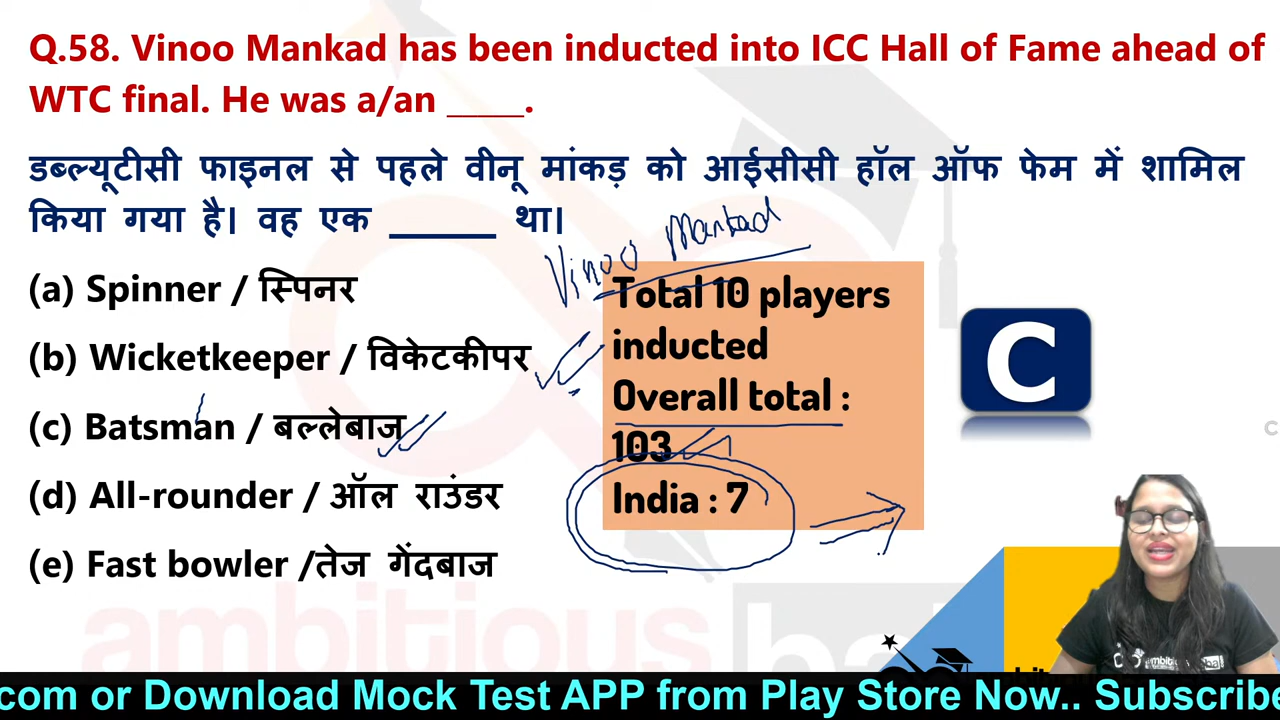 Q.58. Vinoo Mankad has been inducted into ICC Hall of Fame ahead of
WTC final. He was a/an _____.
डब्ल्यूटीसी फाइनल से पहले वीनू मांकड़ को आईसीसी हॉल ऑफ फेम में शामिल
किया गया है। वह एक ______ था।
Vinoo Mankad
(a) Spinner / स्पिनर
(b) Wicketkeeper / विकेटकीपर
(c) Batsman / बल्लेबाज
(d) All-rounder / ऑल राउंडर
(e) Fast bowler /तेज गेंदबाज
Total 10 players
inducted
Overall total :
103
India : 7
C
ambitious
com or Download Mock Test APP from Play Store Now.. Subscribe